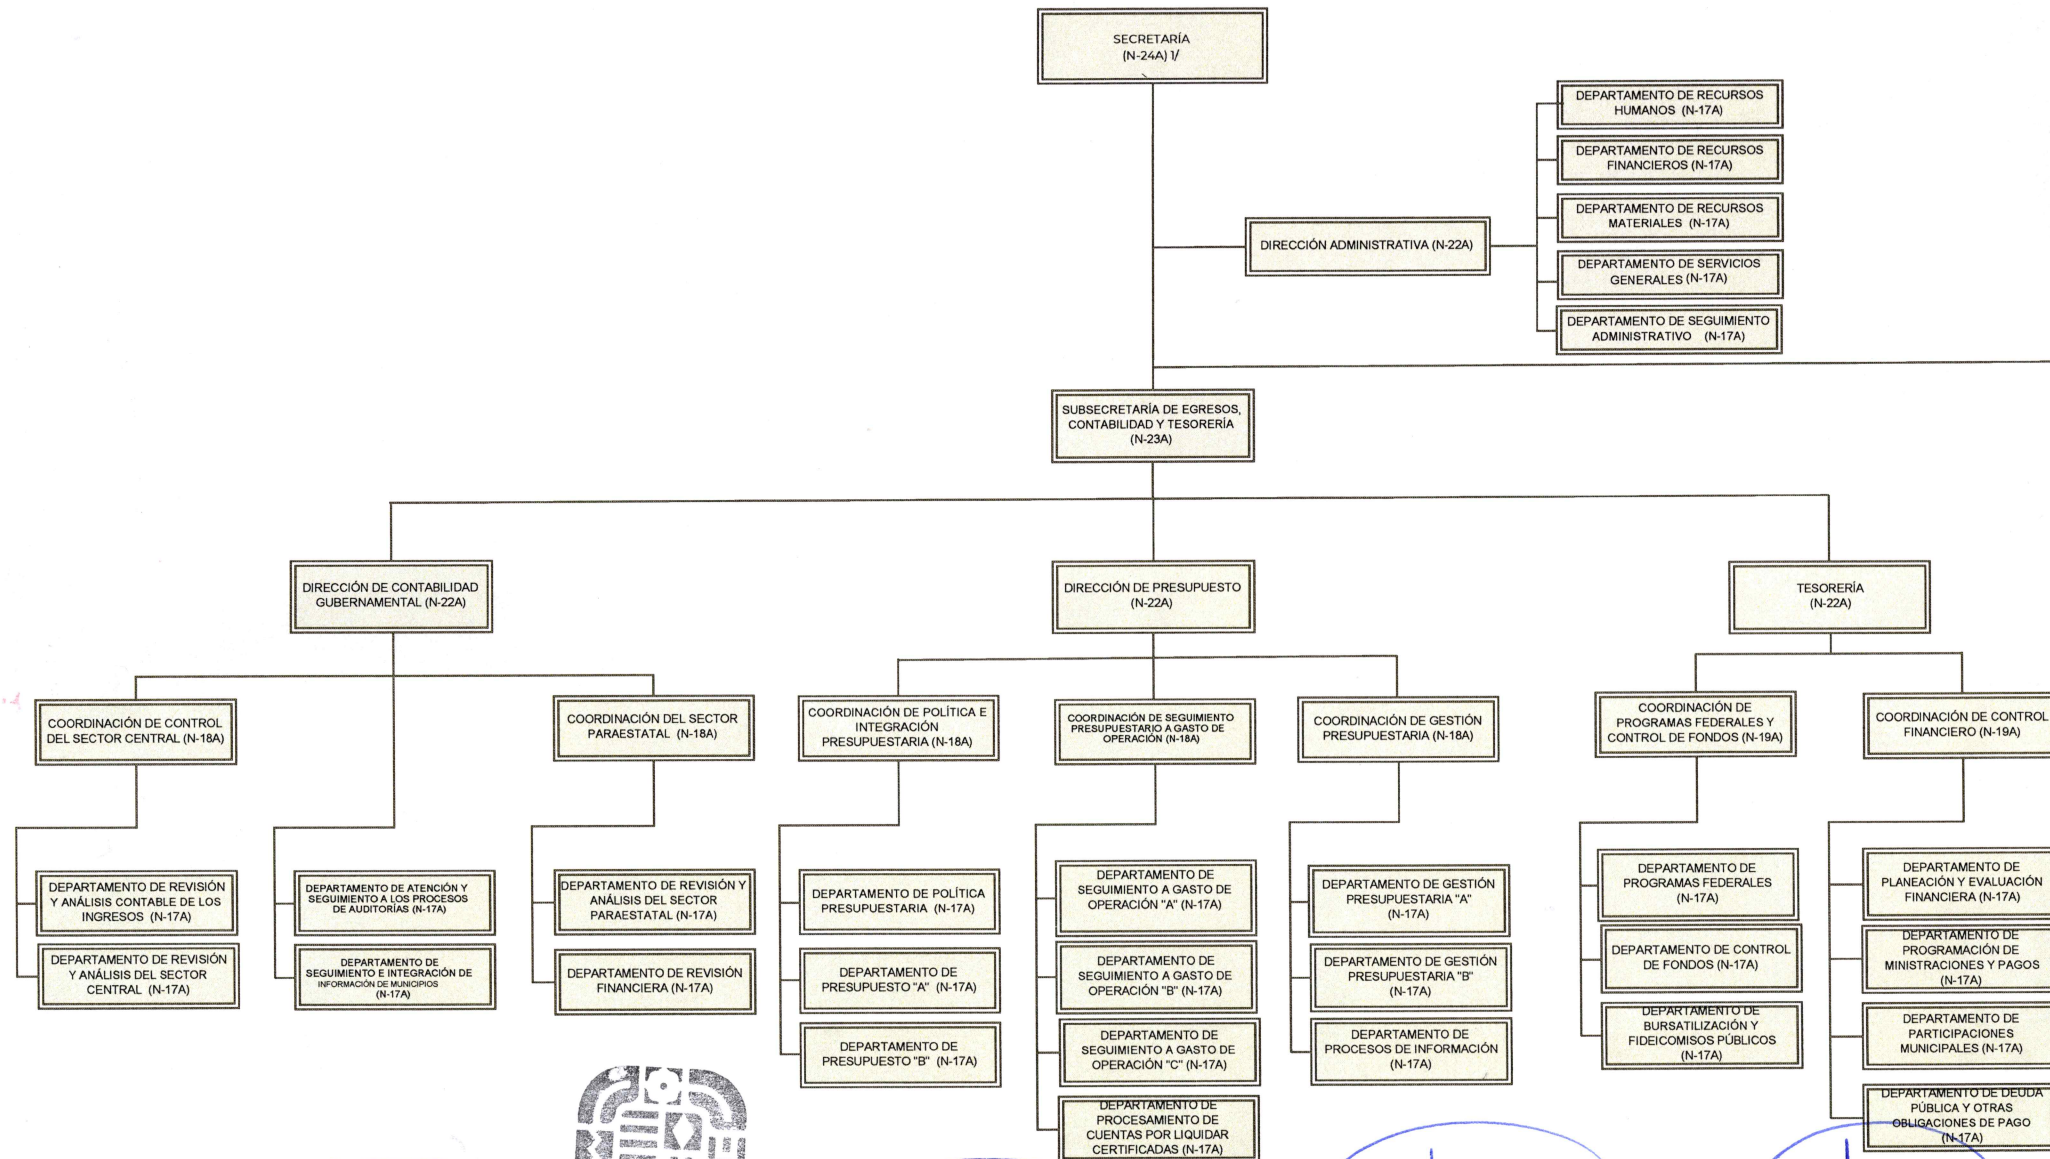 SECRETARÍA
(N-24A) 1/
DEPARTAMENTO DE RECURSOS
HUMANOS (N-17A)
DEPARTAMENTO DE RECURSOS
FINANCIEROS (N-17A)
DEPARTAMENTO DE RECURSOS
MATERIALES (N-17A)
DIRECCIÓN ADMINISTRATIVA (N-22A)
DEPARTAMENTO DE SERVICIOS
GENERALES (N-17A)
DEPARTAMENTO DE SEGUIMIENTO
ADMINISTRATIVO (N-17A)
SUBSECRETARÍA DE EGRESOS,
CONTABILIDAD Y TESORERÍA
(N-23A)
DIRECCIÓN DE CONTABILIDAD
GUBERNAMENTAL (N-22A)
DIRECCIÓN DE PRESUPUESTO
(N-22A)
TESORERÍA
(N-22A)
COORDINACIÓN DE CONTROL
DEL SECTOR CENTRAL (N-18A)
COORDINACIÓN DEL SECTOR
PARAESTATAL (N-18A)
COORDINACIÓN DE POLÍTICA E
INTEGRACIÓN
PRESUPUESTARIA (N-18A)
COORDINACIÓN DE SEGUIMIENTO
PRESUPUESTARIO A GASTO DE
OPERACIÓN (N-18A)
COORDINACIÓN DE GESTIÓN
PRESUPUESTARIA (N-18A)
COORDINACIÓN DE
PROGRAMAS FEDERALES Y
CONTROL DE FONDOS (N-19A)
COORDINACIÓN DE CONTROL
FINANCIERO (N-19A)
DEPARTAMENTO DE REVISIÓN
Y ANÁLISIS CONTABLE DE LOS
INGRESOS (N-17A)
DEPARTAMENTO DE REVISIÓN
Y ANÁLISIS DEL SECTOR
CENTRAL (N-17A)
DEPARTAMENTO DE ATENCIÓN Y
SEGUIMIENTO A LOS PROCESOS
DE AUDITORÍAS (N-17A)
DEPARTAMENTO DE
SEGUIMIENTO E INTEGRACIÓN DE
INFORMACIÓN DE MUNICIPIOS
(N-17A)
DEPARTAMENTO DE REVISIÓN Y
ANÁLISIS DEL SECTOR
PARAESTATAL (N-17A)
DEPARTAMENTO DE REVISIÓN
FINANCIERA (N-17A)
DEPARTAMENTO DE POLÍTICA
PRESUPUESTARIA (N-17A)
DEPARTAMENTO DE
PRESUPUESTO "A" (N-17A)
DEPARTAMENTO DE
PRESUPUESTO "B" (N-17A)
DEPARTAMENTO DE
SEGUIMIENTO A GASTO DE
OPERACIÓN "A" (N-17A)
DEPARTAMENTO DE
SEGUIMIENTO A GASTO DE
OPERACIÓN "B" (N-17A)
DEPARTAMENTO DE
SEGUIMIENTO A GASTO DE
OPERACIÓN "C" (N-17A)
DEPARTAMENTO DE
PROCESAMIENTO DE
CUENTAS POR LIQUIDAR
CERTIFICADAS (N-17A)
DEPARTAMENTO DE GESTIÓN
PRESUPUESTARIA "A"
(N-17A)
DEPARTAMENTO DE GESTIÓN
PRESUPUESTARIA "B"
(N-17A)
DEPARTAMENTO DE
PROCESOS DE INFORMACIÓN
(N-17A)
DEPARTAMENTO DE
PROGRAMAS FEDERALES
(N-17A)
DEPARTAMENTO DE CONTROL
DE FONDOS (N-17A)
DEPARTAMENTO DE
BURSATILIZACIÓN Y
FIDEICOMISOS PÚBLICOS
(N-17A)
DEPARTAMENTO DE
PLANEACIÓN Y EVALUACIÓN
FINANCIERA (N-17A)
DEPARTAMENTO DE
PROGRAMACIÓN DE
MINISTRACIONES Y PAGOS
(N-17A)
DEPARTAMENTO DE
PARTICIPACIONES
MUNICIPALES (N-17A)
DEPARTAMENTO DE DEUDA
PÚBLICA Y OTRAS
OBLIGACIONES DE PAGO
(N-17A)